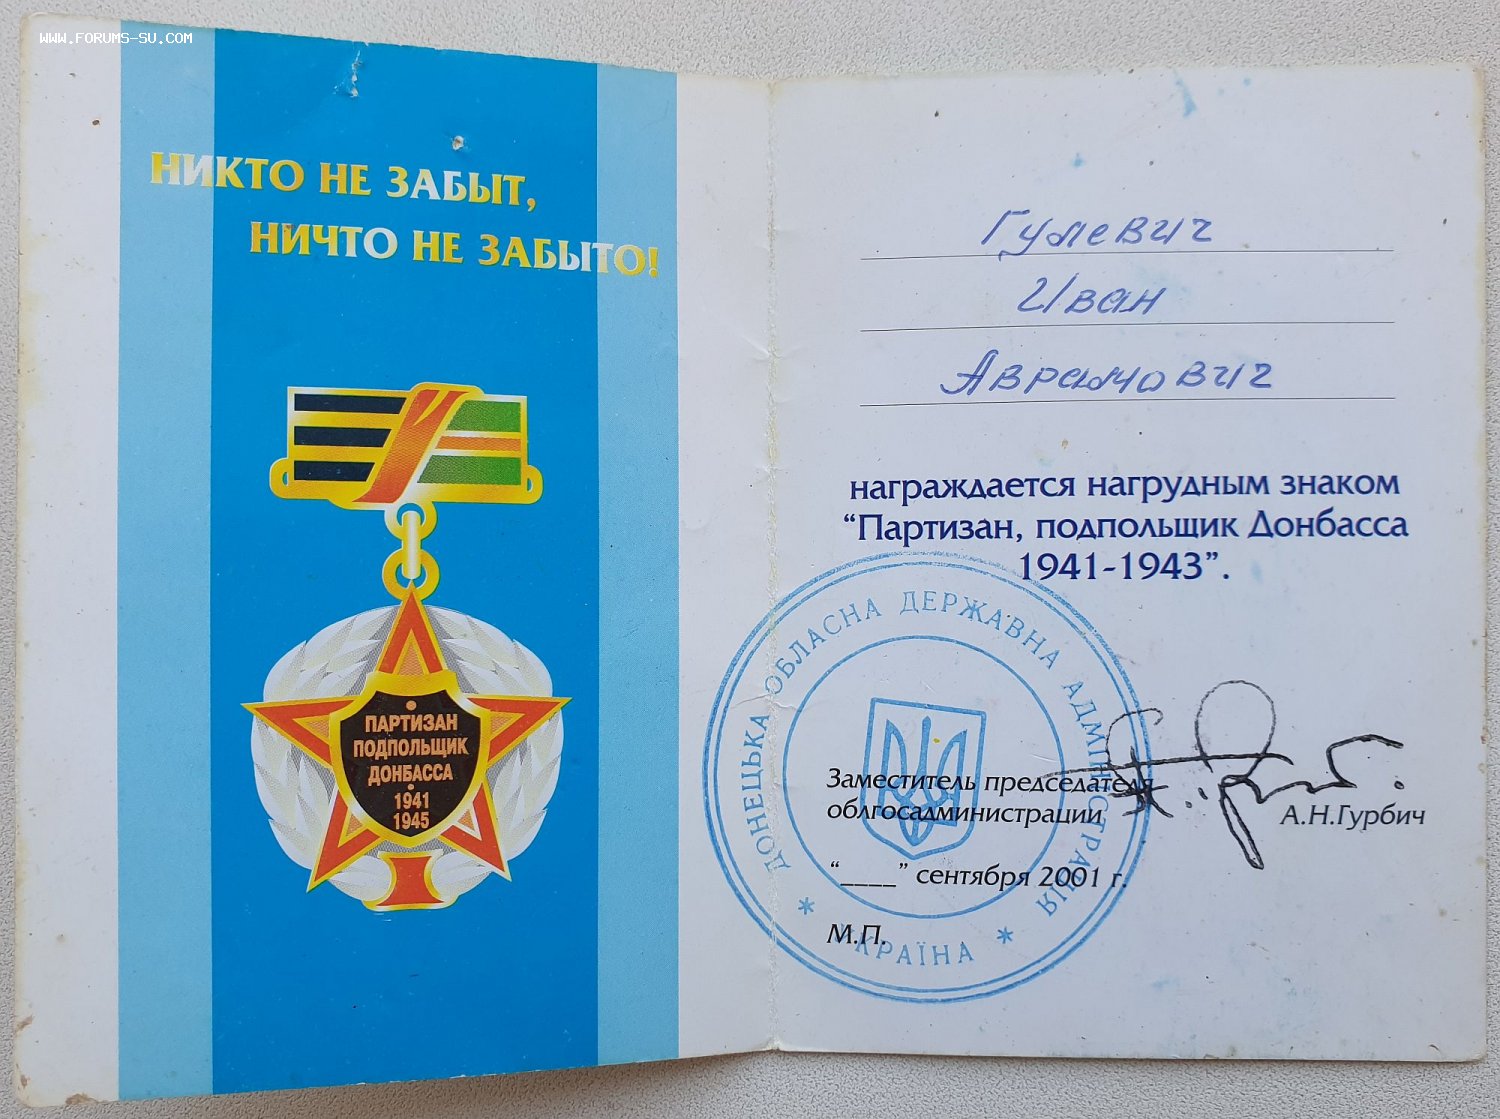 WWW.FORUMS-SU.COM
НИКТО НЕ ЗАБЫТ,
НИЧТО НЕ ЗАБЫТО!
ПАРТИЗАН
ПОДПОЛЬЩИК
ДОНБАССА
1941
1945
Гулевич
Иван
Аврамович
награждается нагрудным знаком
“Партизан, подпольщик Донбасса
1941-1943”.
ДОНЕЦЬКА ОБЛАСНА ДЕРЖАВНА АДМІНІСТРАЦІЯ
* УКРАЇНА *
Заместитель председателя
облгосадминистрации
А.Н.Гурбич
“____” сентября 2001 г.
М.П.